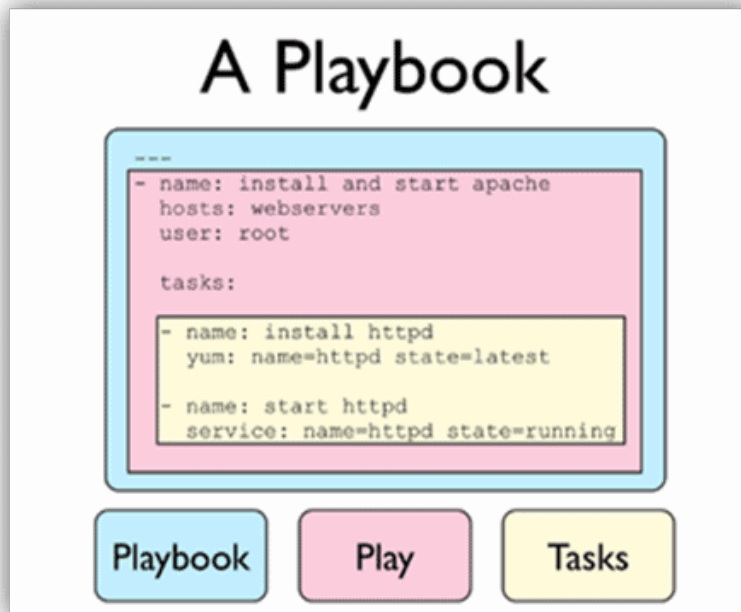 A Playbook
---
- name: install and start apache
  hosts: webservers
  user: root
  tasks:
  - name: install httpd
    yum: name=httpd state=latest
  - name: start httpd
    service: name=httpd state=running
Playbook
Play
Tasks